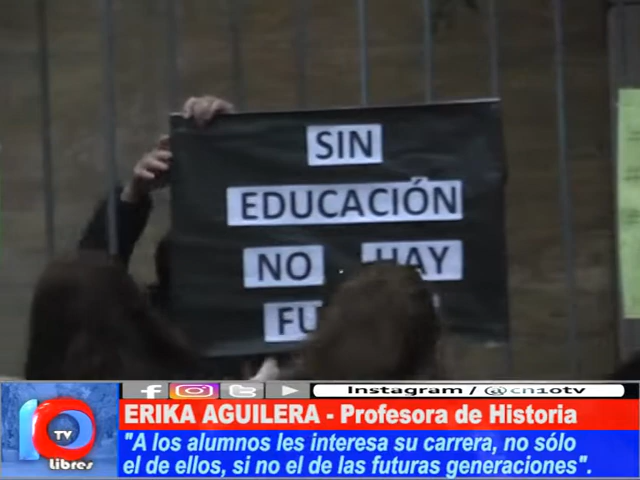 SIN
EDUCACIÓN
NO HAY
FU
Instagram / @cn10tv
ERIKA AGUILERA - Profesora de Historia
"A los alumnos les interesa su carrera, no sólo
el de ellos, si no el de las futuras generaciones".
10
TV
libres